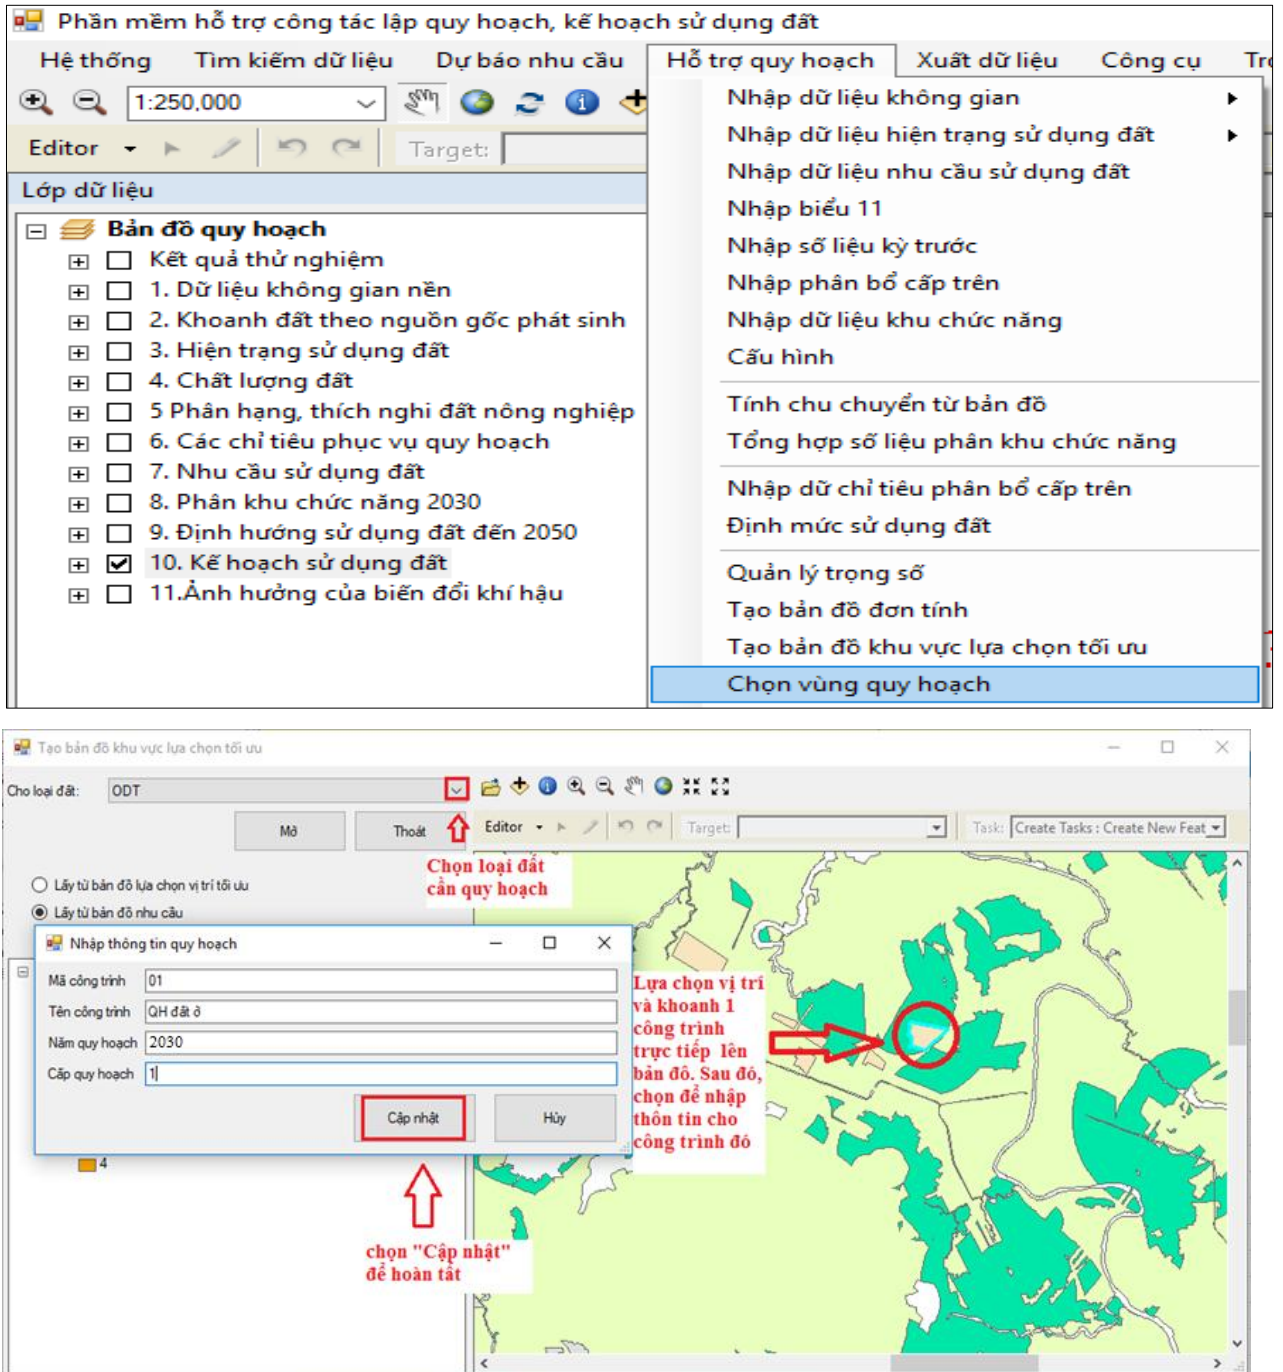 Phần mềm hỗ trợ công tác lập quy hoạch, kế hoạch sử dụng đất
Hệ thống Tìm kiếm dữ liệu Dự báo nhu cầu Hỗ trợ quy hoạch Xuất dữ liệu Công cụ
1:250,000
Editor Target:
Lớp dữ liệu
Bản đồ quy hoạch
Kết quả thử nghiệm
1. Dữ liệu không gian nền
2. Khoanh đất theo nguồn gốc phát sinh
3. Hiện trạng sử dụng đất
4. Chất lượng đất
5 Phân hạng, thích nghi đất nông nghiệp
6. Các chỉ tiêu phục vụ quy hoạch
7. Nhu cầu sử dụng đất
8. Phân khu chức năng 2030
9. Định hướng sử dụng đất đến 2050
10. Kế hoạch sử dụng đất
11.Ảnh hưởng của biến đổi khí hậu
Nhập dữ liệu không gian
Nhập dữ liệu hiện trạng sử dụng đất
Nhập dữ liệu nhu cầu sử dụng đất
Nhập biểu 11
Nhập số liệu kỳ trước
Nhập phân bổ cấp trên
Nhập dữ liệu khu chức năng
Cấu hình
Tính chu chuyển từ bản đồ
Tổng hợp số liệu phân khu chức năng
Nhập dữ chỉ tiêu phân bổ cấp trên
Định mức sử dụng đất
Quản lý trọng số
Tạo bản đồ đơn tính
Tạo bản đồ khu vực lựa chọn tối ưu
Chọn vùng quy hoạch
Tạo bản đồ khu vực lựa chọn tối ưu
Cho loại đất: ODT
Mở Thoát
Editor Target: Task: Create Tasks : Create New Feat
Chọn loại đất
cần quy hoạch
Lấy từ bản đồ lựa chọn vị trí tối ưu
Lấy từ bản đồ nhu cầu
Nhập thông tin quy hoạch
Mã công trình 01
Tên công trình QH đất ở
Năm quy hoạch 2030
Cấp quy hoạch 1
Cập nhật Hủy
4
Lựa chọn vị trí
và khoanh 1
công trình
trực tiếp lên
bản đồ. Sau đó,
chọn để nhập
thôn tin cho
công trình đó
chọn "Cập nhật"
để hoàn tất